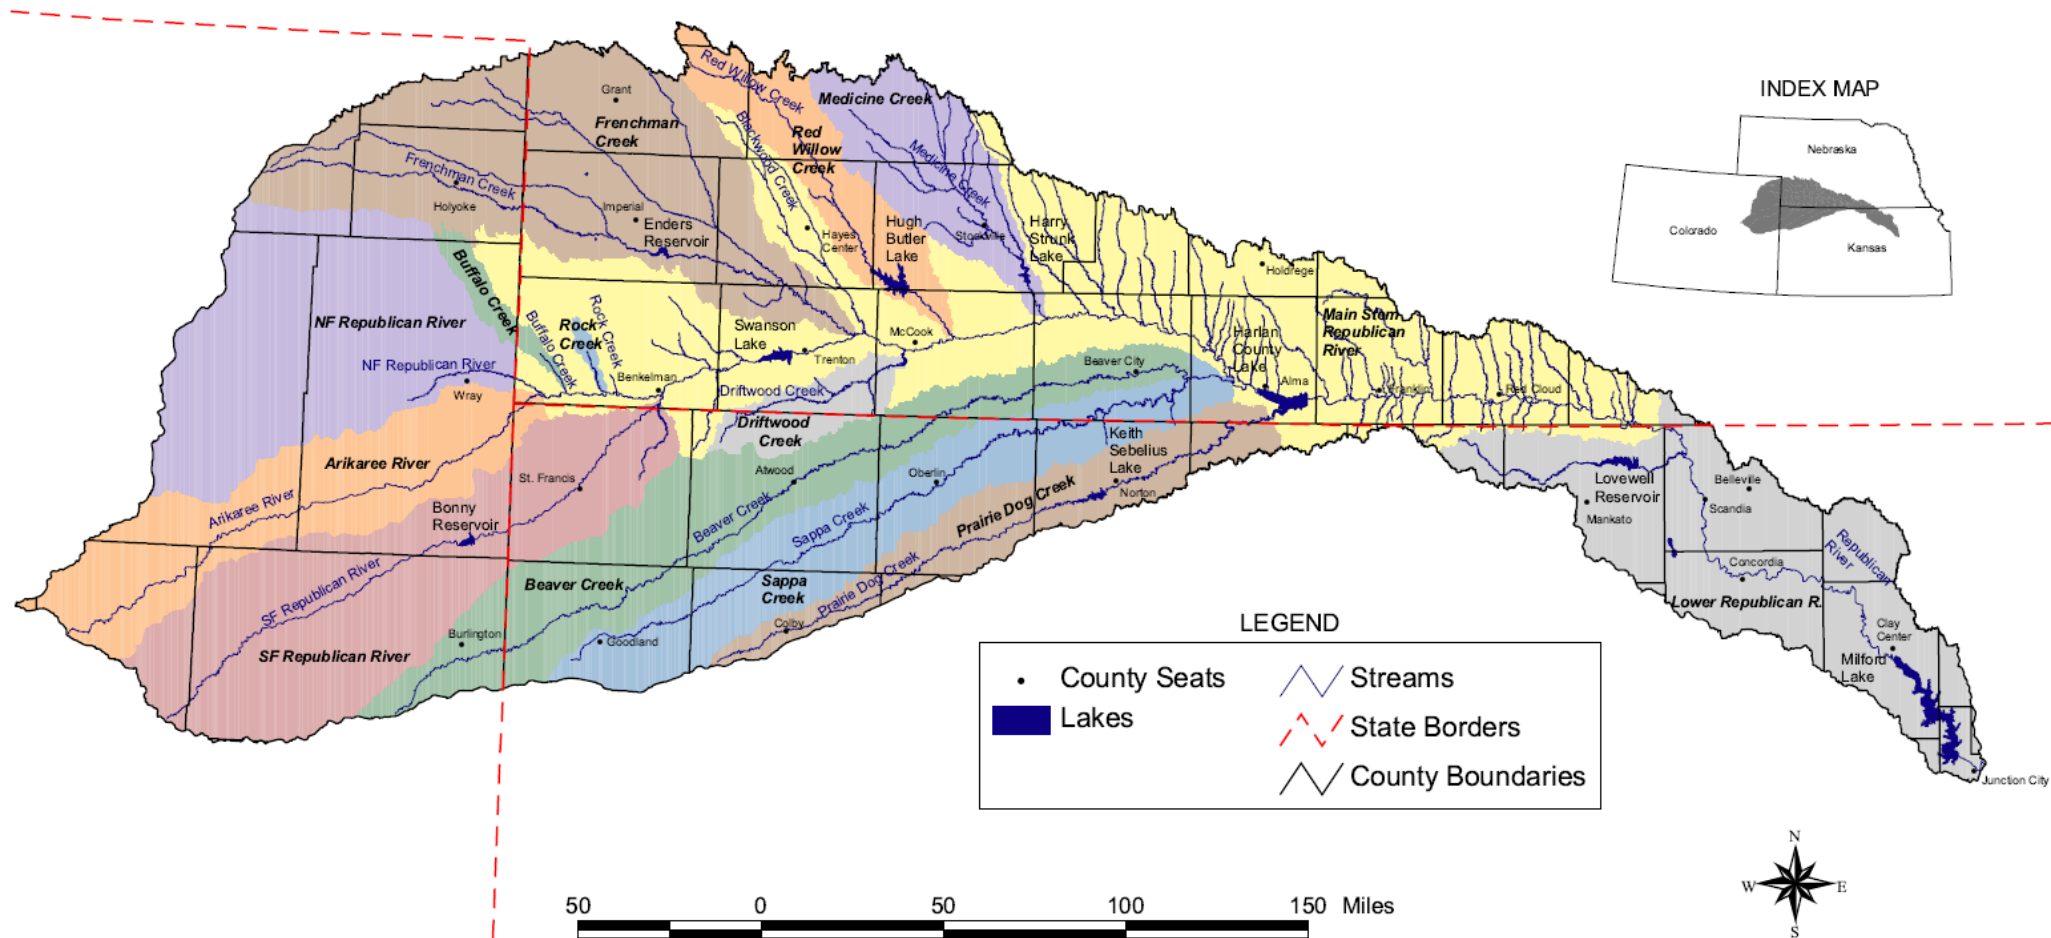 INDEX MAP
Nebraska
Colorado
Kansas
Grant
Frenchman
Creek
Red Willow Creek
Medicine Creek
Blackwood Creek
Red
Willow
Creek
Medicine Creek
Frenchman Creek
Holyoke
Imperial
Enders
Reservoir
Hayes
Center
Hugh
Butler
Lake
Stockville
Harry
Strunk
Lake
Holdrege
Buffalo Creek
NF Republican River
Rock
Creek
Rock Creek
Buffalo Creek
Swanson
Lake
Trenton
McCook
Harlan
County
Lake
Main Stem
Republican
River
NF Republican River
Wray
Benkelman
Driftwood Creek
Beaver City
Alma
Franklin
Red Cloud
Driftwood
Creek
Arikaree River
Arikaree River
St. Francis
Bonny
Reservoir
Atwood
Oberlin
Keith
Sebelius
Lake
Norton
Prairie Dog Creek
Beaver Creek
Sappa Creek
Lovewell
Reservoir
Mankato
Belleville
Scandia
Republican
River
Concordia
Lower Republican R.
SF Republican River
Beaver Creek
Sappa
Creek
Prairie Dog Creek
Colby
Burlington
Goodland
SF Republican River
Clay
Center
Milford
Lake
Junction City
LEGEND
County Seats
Lakes
Streams
State Borders
County Boundaries
N
W E
S
50 0 50 100 150 Miles